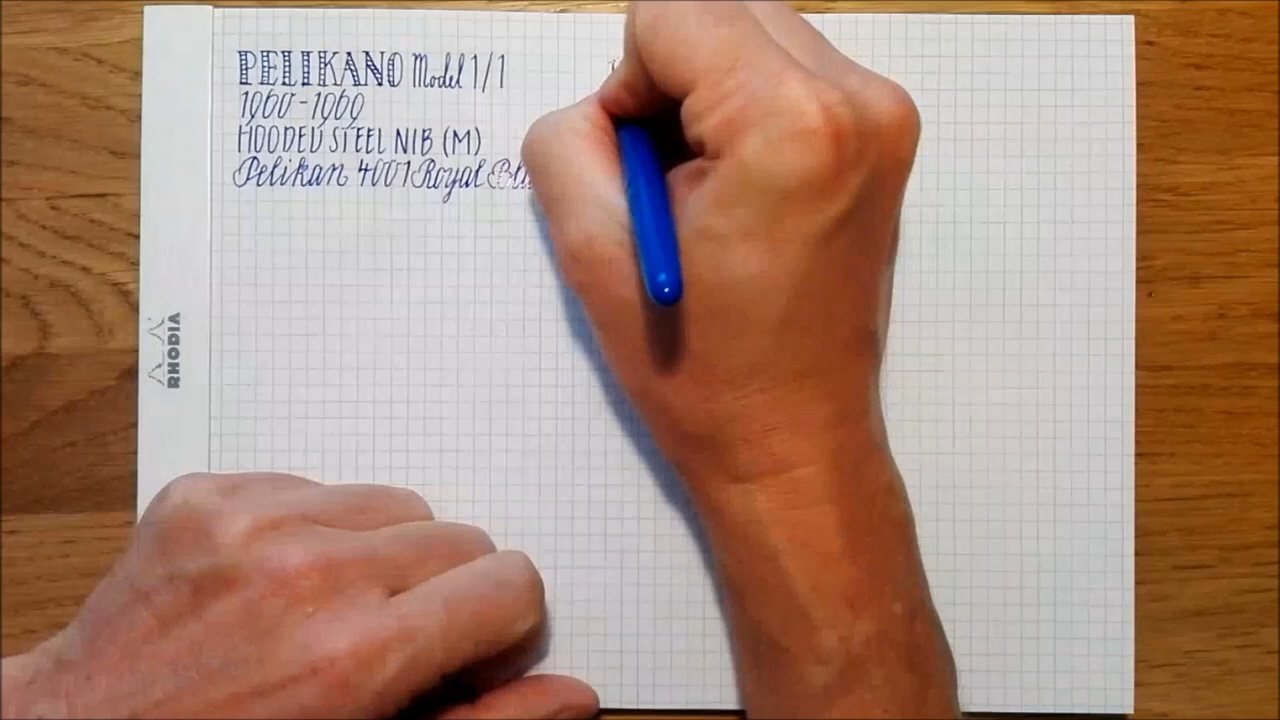 PELIKANO Model 1/1
1960-1969
HOODED STEEL NIB (M)
Pelikan 4001 Royal
RHODIA